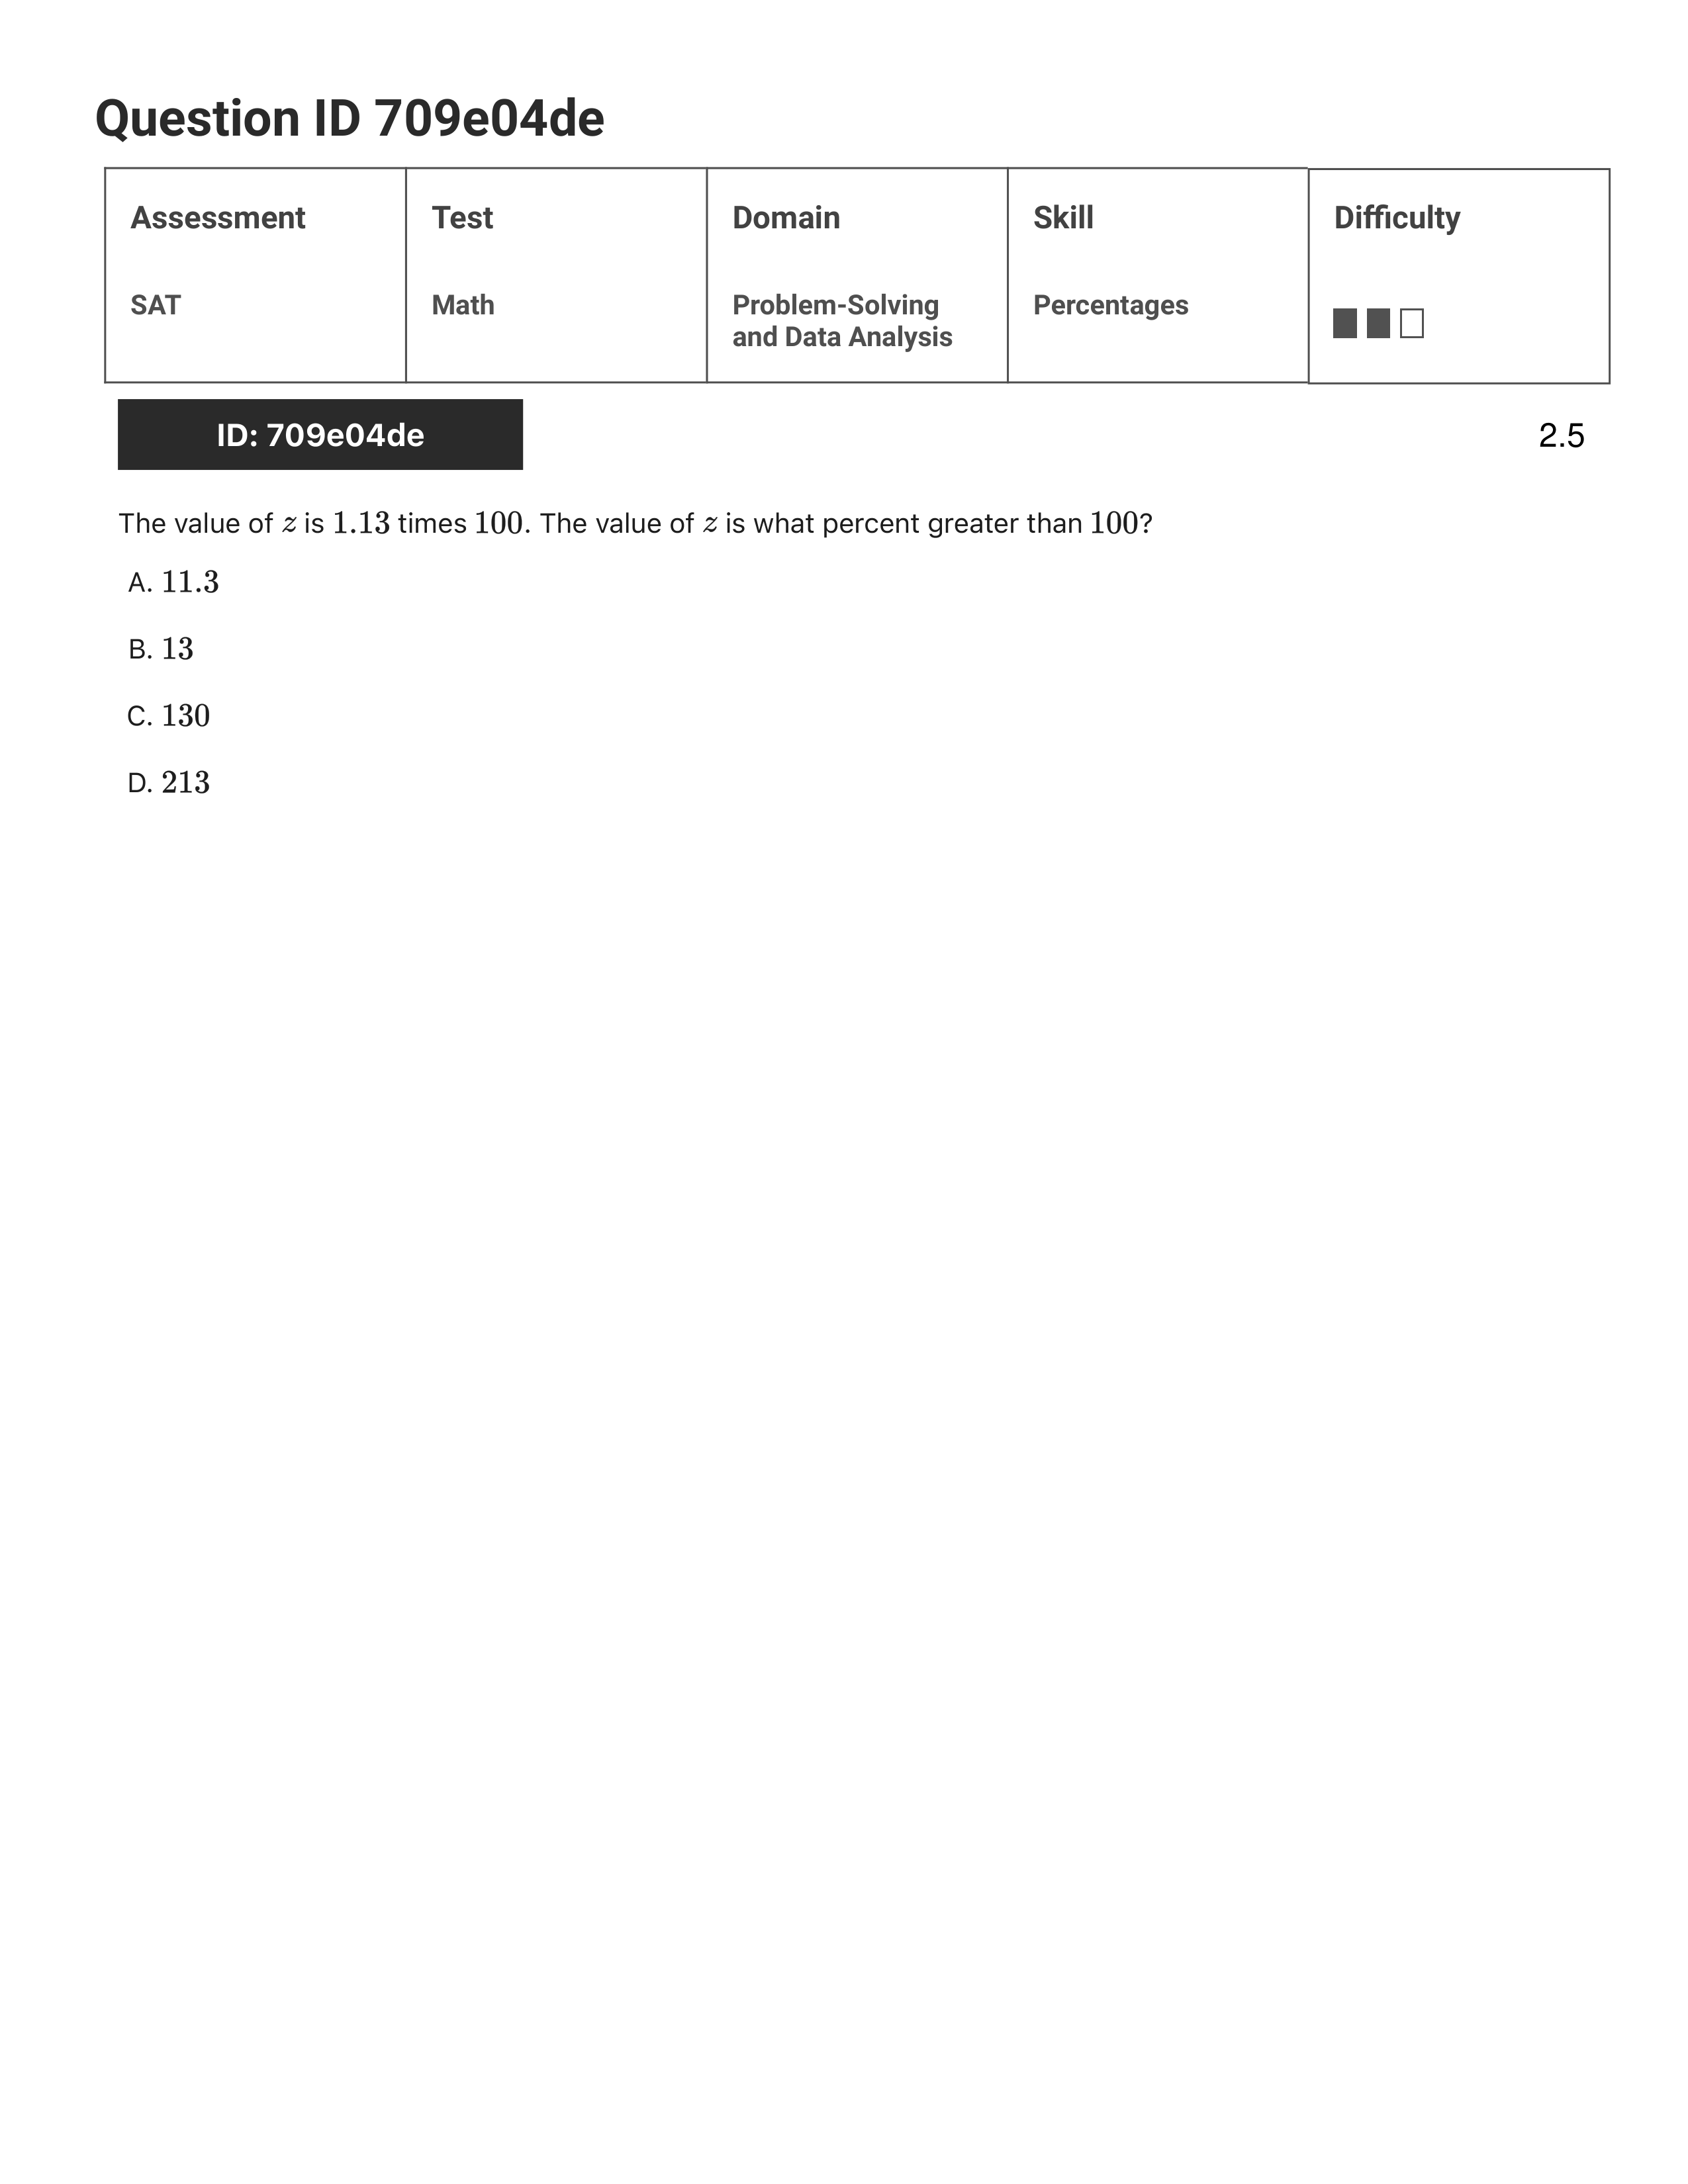 Question ID 709e04de
Assessment
Test
Domain
Skill
Difficulty
SAT
Math
Problem-Solving
and Data Analysis
Percentages
ID: 709e04de
2.5
The value of z is 1.13 times 100. The value of z is what percent greater than 100?
A. 11.3
B. 13
C. 130
D. 213